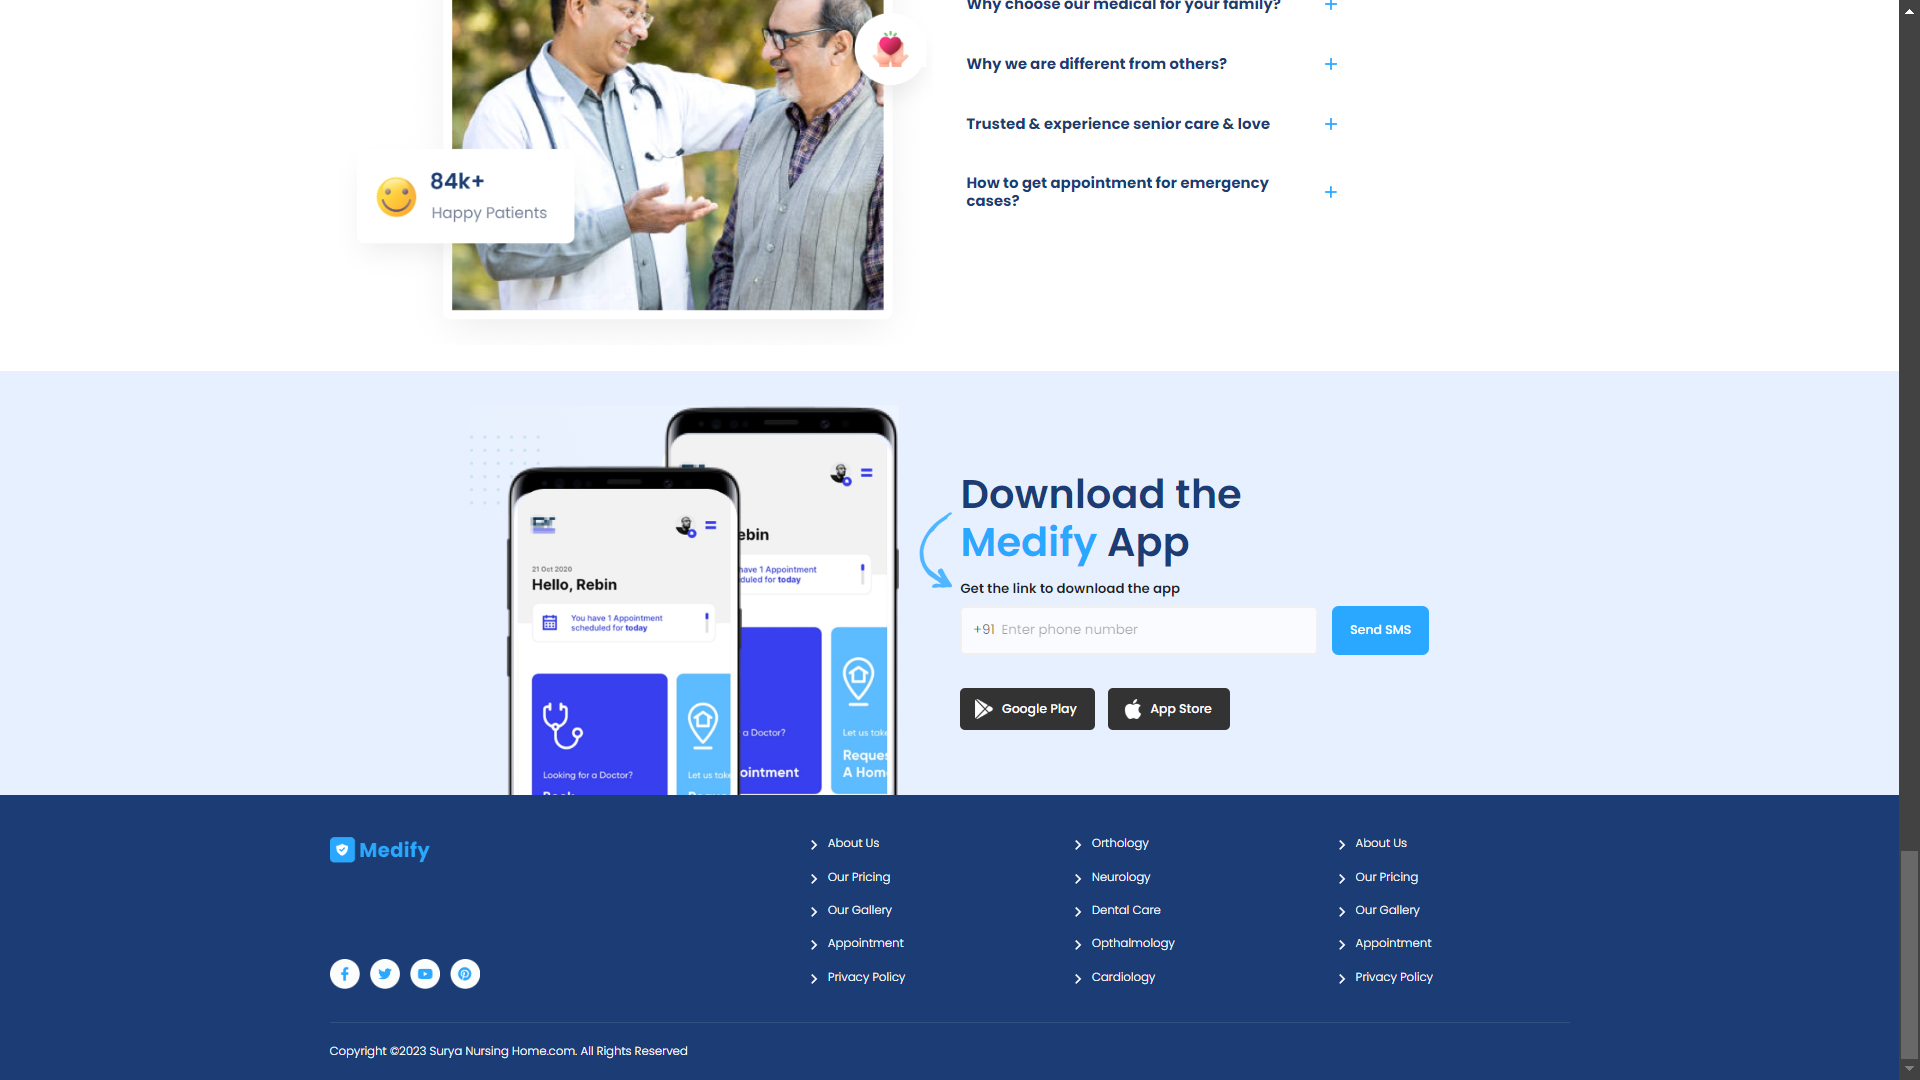 Why choose our medical for your family?
Why we are different from others?
Trusted & experience senior care & love
How to get appointment for emergency
cases?
84k+
Happy Patients
21 Oct 2020
Hello, Rebin
You have 1 Appointment
scheduled for today
Looking for a Doctor?
Let us take
ebin
have 1 Appointment
duled for today
a Doctor?
ointment
Let us take
Reques
A Hom
Download the
Medify App
Get the link to download the app
+91 Enter phone number
Send SMS
Google Play
App Store
Medify
About Us
Our Pricing
Our Gallery
Appointment
Privacy Policy
Orthology
Neurology
Dental Care
Opthalmology
Cardiology
About Us
Our Pricing
Our Gallery
Appointment
Privacy Policy
Copyright ©2023 Surya Nursing Home.com. All Rights Reserved